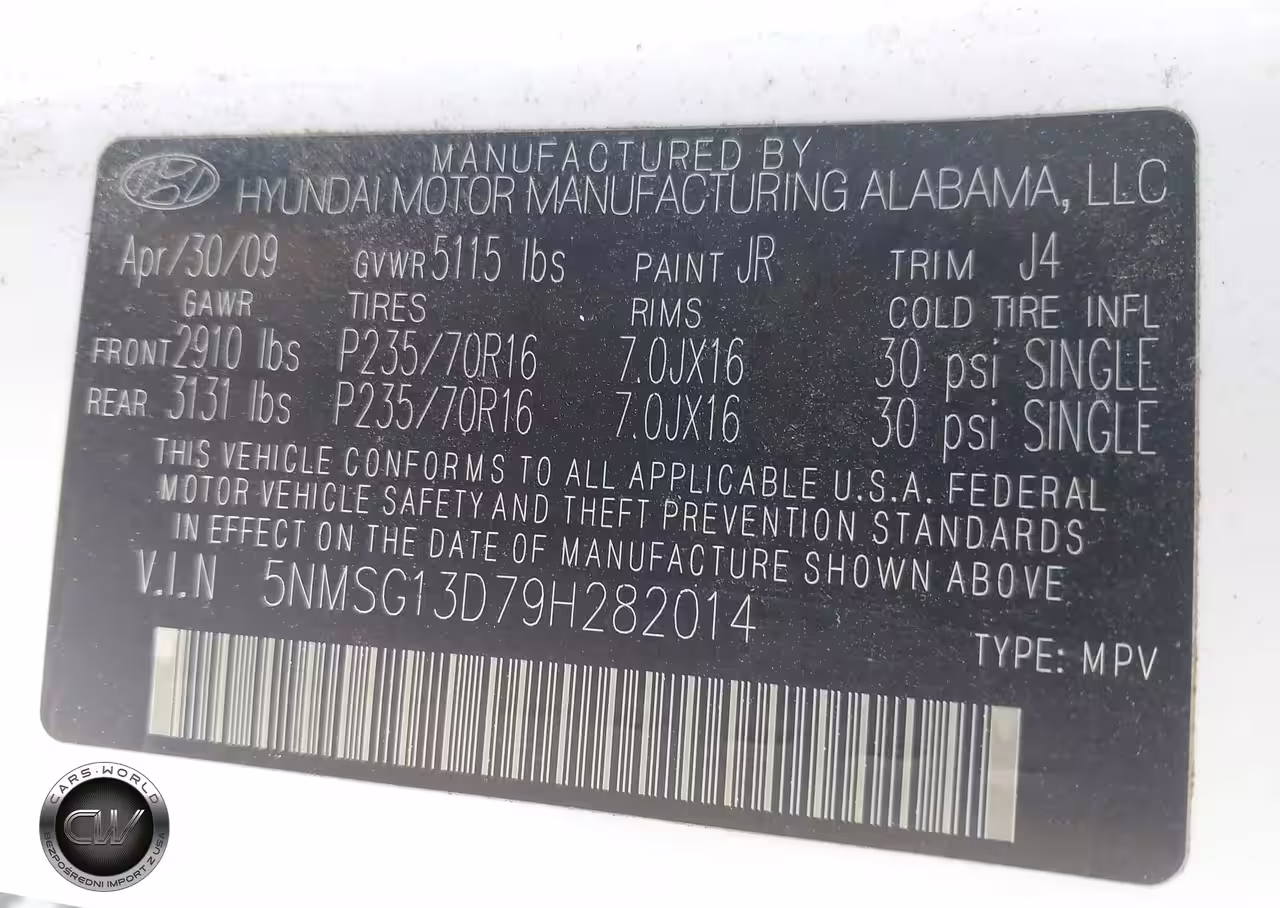 MANUFACTURED BY
HYUNDAI MOTOR MANUFACTURING ALABAMA, LLC
Apr/30/09 GVWR 5115 lbs PAINT JR TRIM J4
GAWR TIRES RIMS COLD TIRE INFL
FRONT 2910 lbs P235/70R16 7.0JX16 30 psi SINGLE
REAR 3131 lbs P235/70R16 7.0JX16 30 psi SINGLE
THIS VEHICLE CONFORMS TO ALL APPLICABLE U.S.A. FEDERAL
MOTOR VEHICLE SAFETY AND THEFT PREVENTION STANDARDS
IN EFFECT ON THE DATE OF MANUFACTURE SHOWN ABOVE
V.I.N 5NMSG13D79H282014
TYPE: MPV
CARS·WORLD
CW
BEZPOŚREDNI IMPORT Z USA